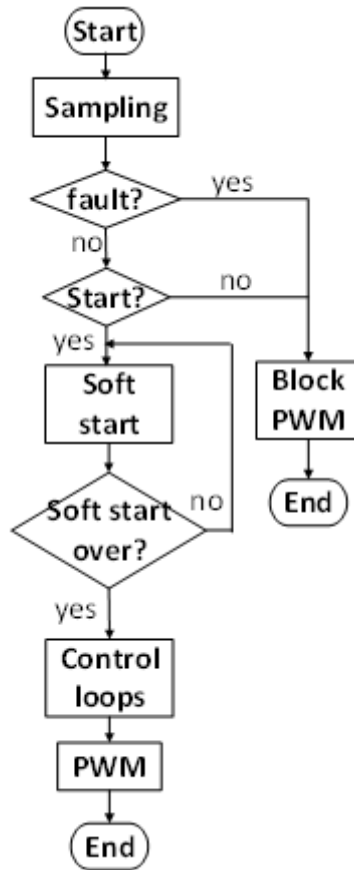 Start
Sampling
fault?
yes
no
Start?
no
yes
Soft
start
Block
PWM
Soft start
over?
no
End
yes
Control
loops
PWM
End